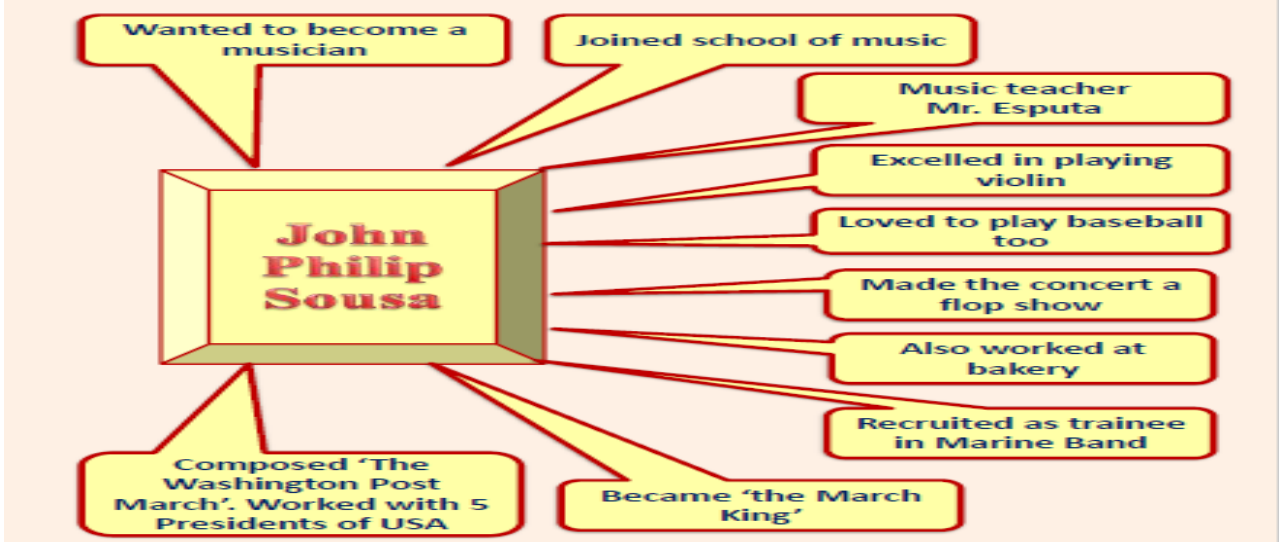 Wanted to become a
musician
Joined school of music
Music teacher
Mr. Esputa
Excelled in playing
violin
Loved to play baseball
too
Made the concert a
flop show
Also worked at
bakery
Recruited as trainee
in Marine Band
Became ‘the March
King’
Composed ‘The
Washington Post
March’. Worked with 5
Presidents of USA
John
Philip
Sousa